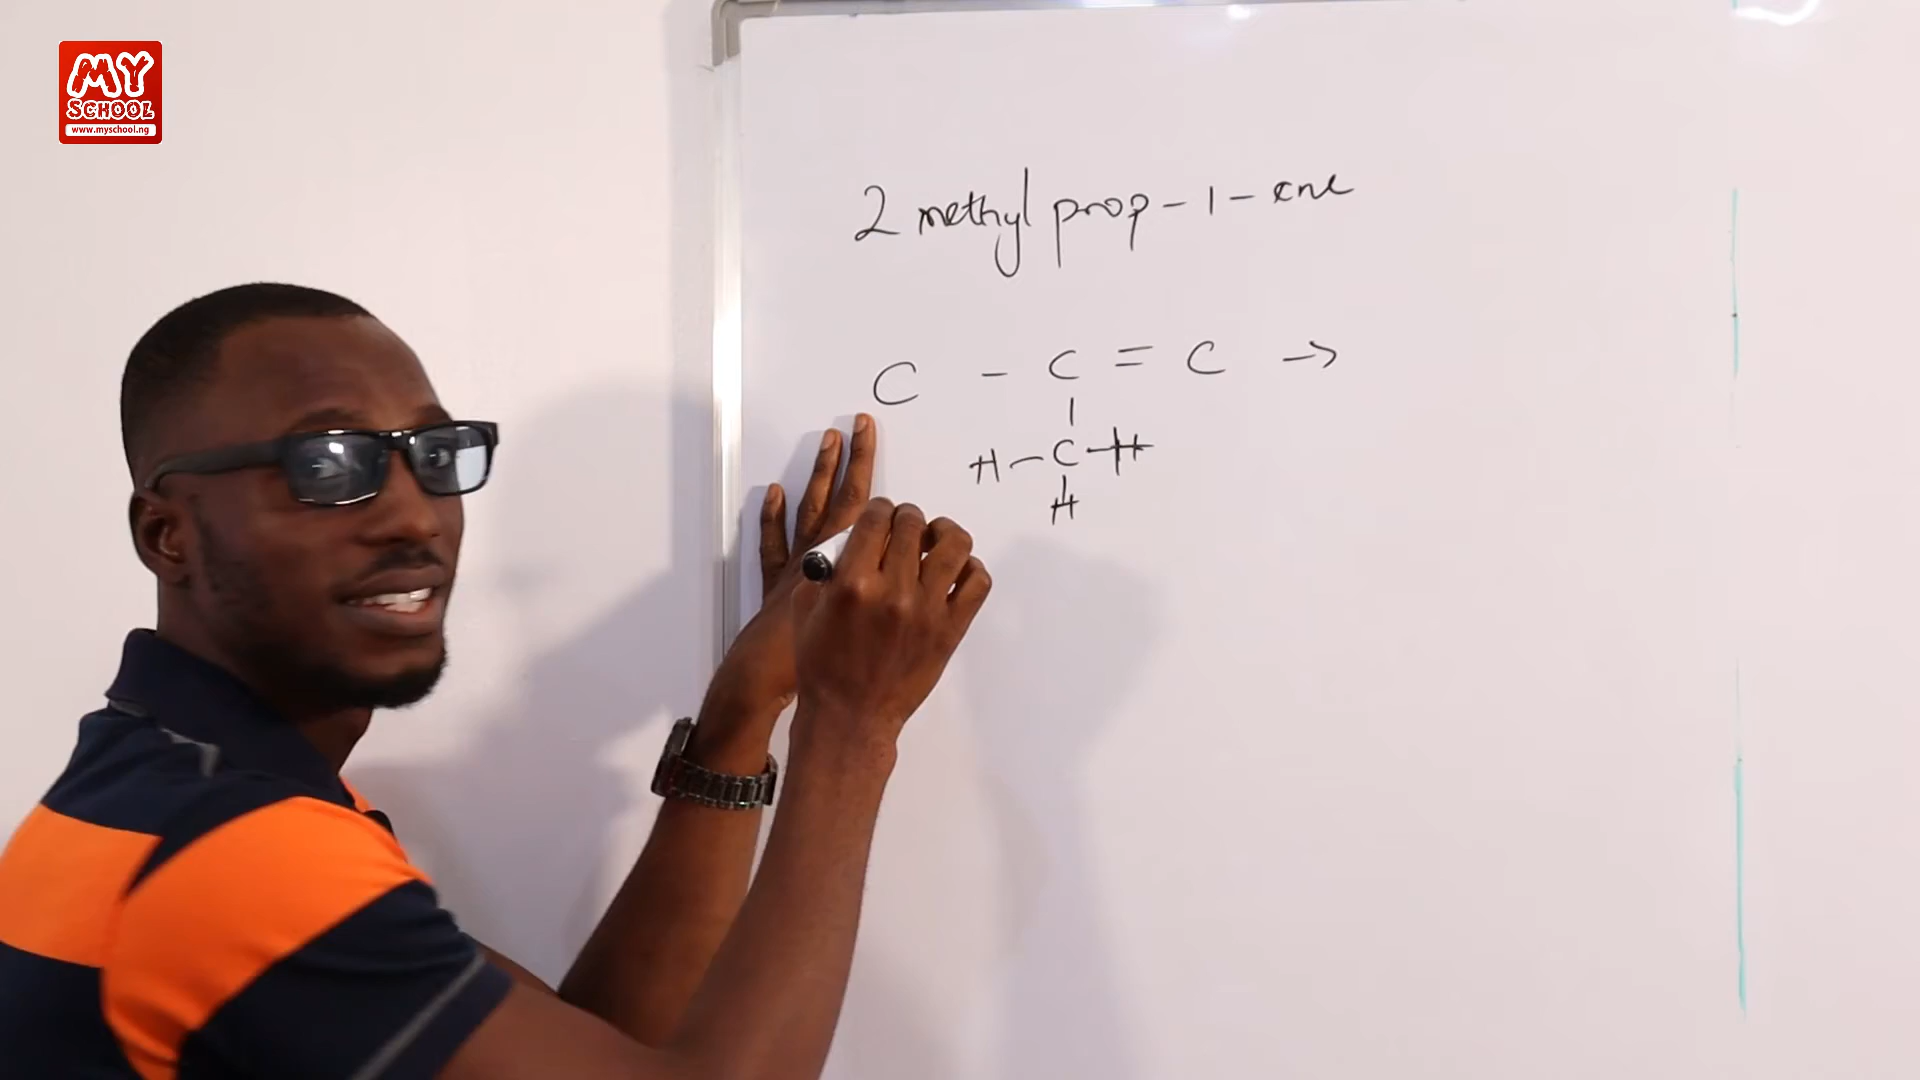 MY
SCHOOL
www.myschool.ng
2 methyl prop-1-ene
C - C = C →
|
H-C-H
|
H